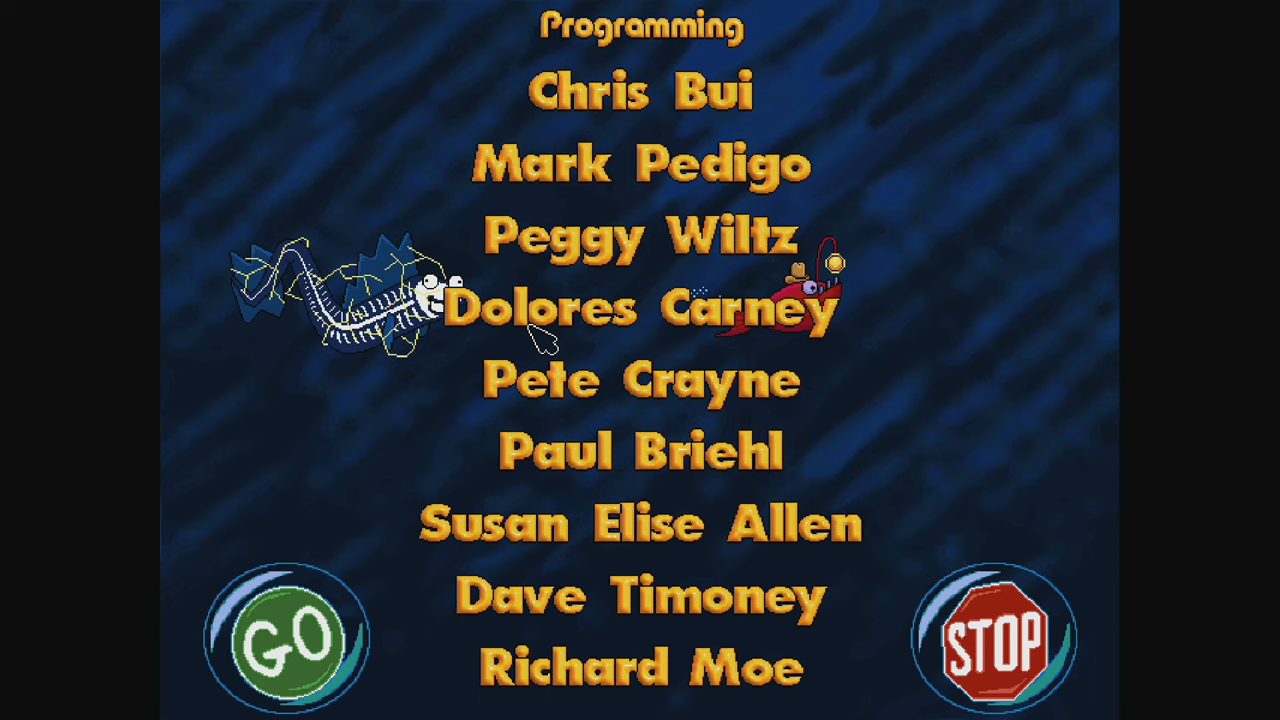 Programming
Chris Bui
Mark Pedigo
Peggy Wiltz
Dolores Carney
Pete Crayne
Paul Briehl
Susan Elise Allen
Dave Timoney
Richard Moe
GO
STOP